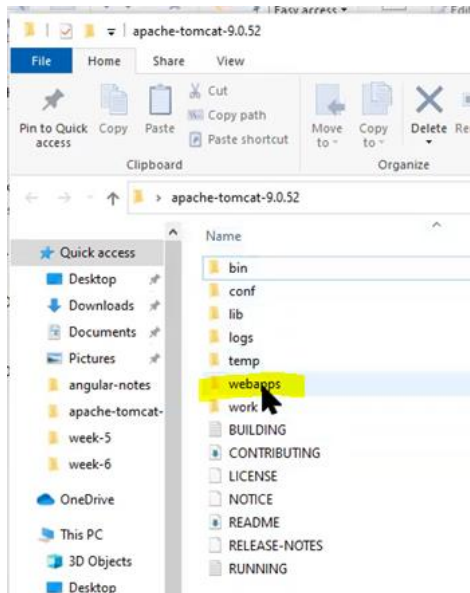 Easy access
apache-tomcat-9.0.52
File Home Share View
Pin to Quick access
Copy
Paste
Cut
Copy path
Paste shortcut
Move to
Copy to
Delete
Re
Clipboard
Organize
apache-tomcat-9.0.52
Name
Quick access
Desktop
Downloads
Documents
Pictures
angular-notes
apache-tomcat-
week-5
week-6
OneDrive
This PC
3D Objects
Desktop
bin
conf
lib
logs
temp
webapps
work
BUILDING
CONTRIBUTING
LICENSE
NOTICE
README
RELEASE-NOTES
RUNNING